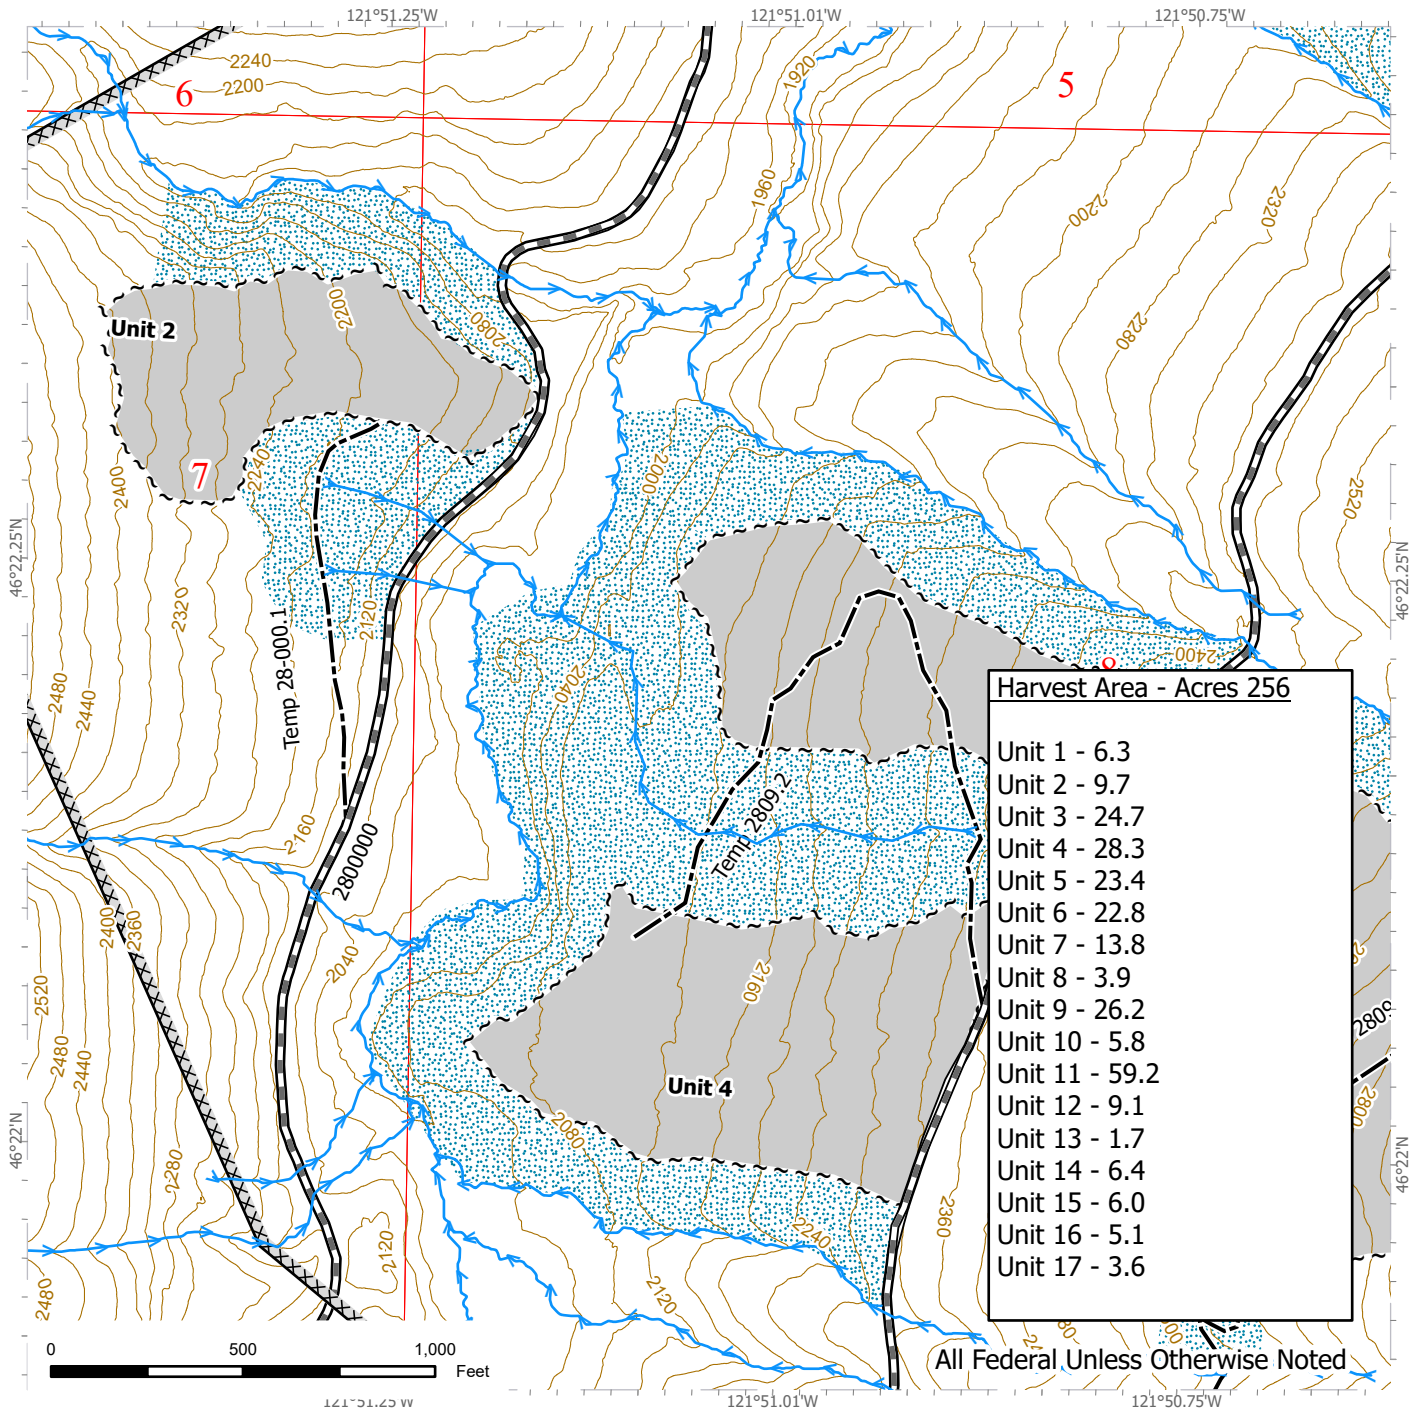 121°51.25'W
121°51.01'W
121°50.75'W
2240
2200
6
1920
5
1960
2200
2320
Unit 2
2200
2080
2280
7
2240
2400
2000
2520
46°22.25'N
46°22.25'N
2320
2120
Temp 28-000.1
2400
8
2480
2440
2040
Harvest Area - Acres 256
Unit 1 - 6.3
Unit 2 - 9.7
Unit 3 - 24.7
Unit 4 - 28.3
Unit 5 - 23.4
Unit 6 - 22.8
Unit 7 - 13.8
Unit 8 - 3.9
Unit 9 - 26.2
Unit 10 - 5.8
Unit 11 - 59.2
Unit 12 - 9.1
Unit 13 - 1.7
Unit 14 - 6.4
Unit 15 - 6.0
Unit 16 - 5.1
Unit 17 - 3.6
Temp 2809.2
2160
2800000
2400
2360
2040
2160
2520
2809
2480
2440
Unit 4
2080
2800
46°22'N
46°22'N
2280
2360
2240
2120
2480
2120
0 500 1,000
Feet
All Federal Unless Otherwise Noted
121°51.25'W
121°51.01'W
121°50.75'W